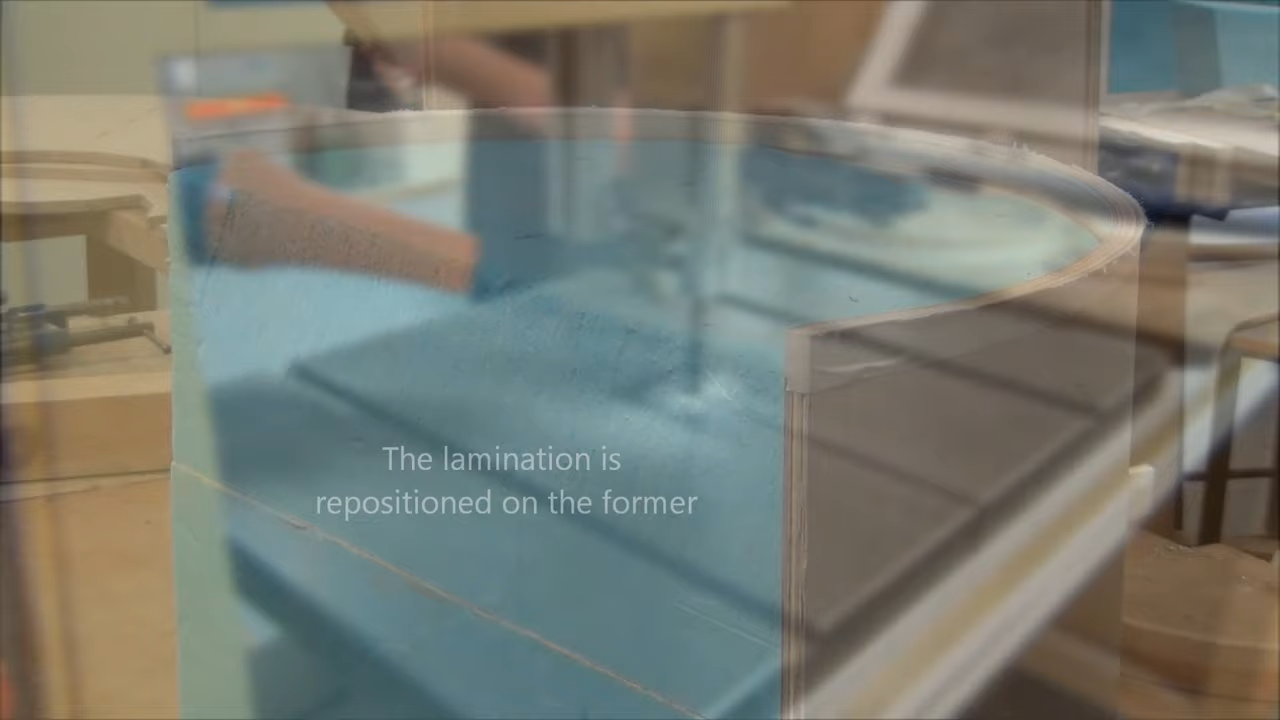 The lamination is
repositioned on the former